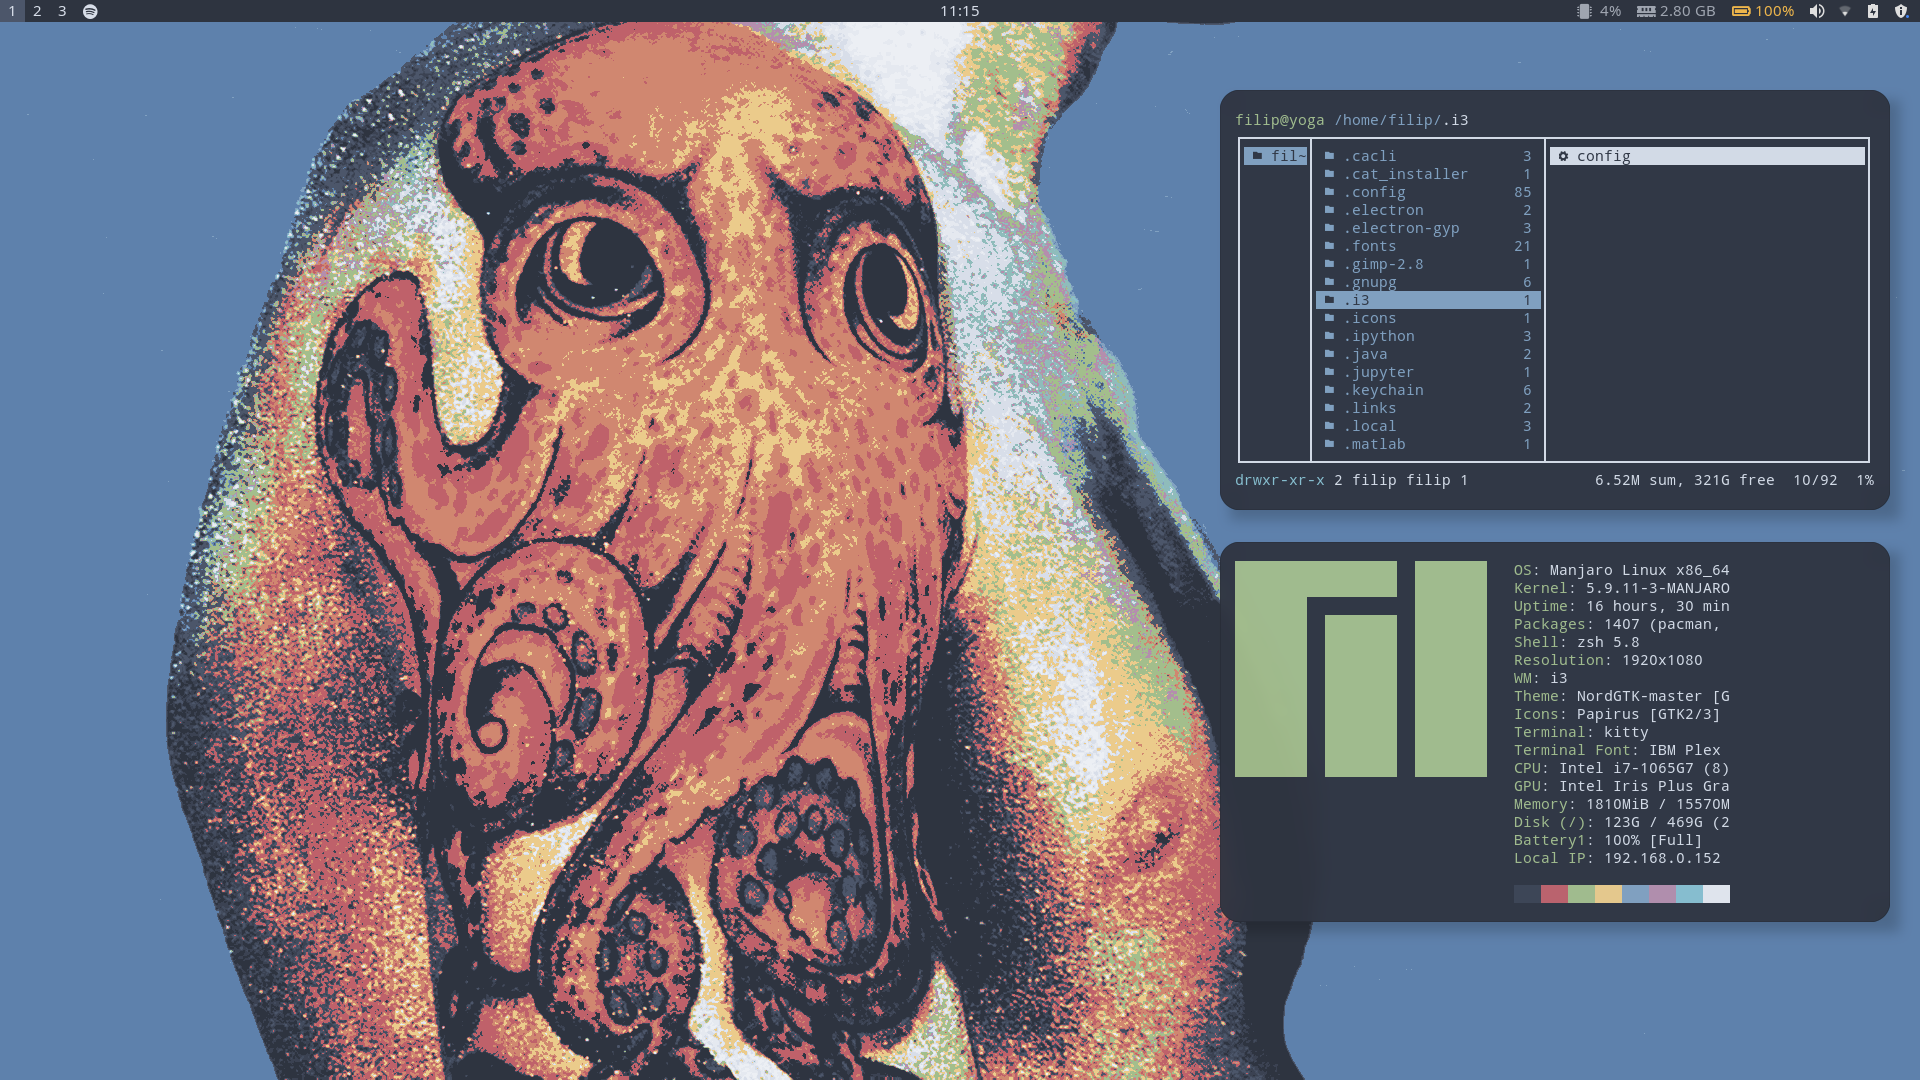 1 2 3 11:15 4% 2.80 GB 100%
filip@yoga /home/filip/.i3
fil~ .cacli 3 config
.cat_installer 1
.config 85
.electron 2
.electron-gyp 3
.fonts 21
.gimp-2.8 1
.gnupg 6
.i3 1
.icons 1
.ipython 3
.java 2
.jupyter 1
.keychain 6
.links 2
.local 3
.matlab 1
drwxr-xr-x 2 filip filip 1 6.52M sum, 321G free 10/92 1%
OS: Manjaro Linux x86_64
Kernel: 5.9.11-3-MANJARO
Uptime: 16 hours, 30 min
Packages: 1407 (pacman,
Shell: zsh 5.8
Resolution: 1920x1080
WM: i3
Theme: NordGTK-master [G
Icons: Papirus [GTK2/3]
Terminal: kitty
Terminal Font: IBM Plex
CPU: Intel i7-1065G7 (8)
GPU: Intel Iris Plus Gra
Memory: 1810MiB / 15570M
Disk (/): 123G / 469G (2
Battery1: 100% [Full]
Local IP: 192.168.0.152